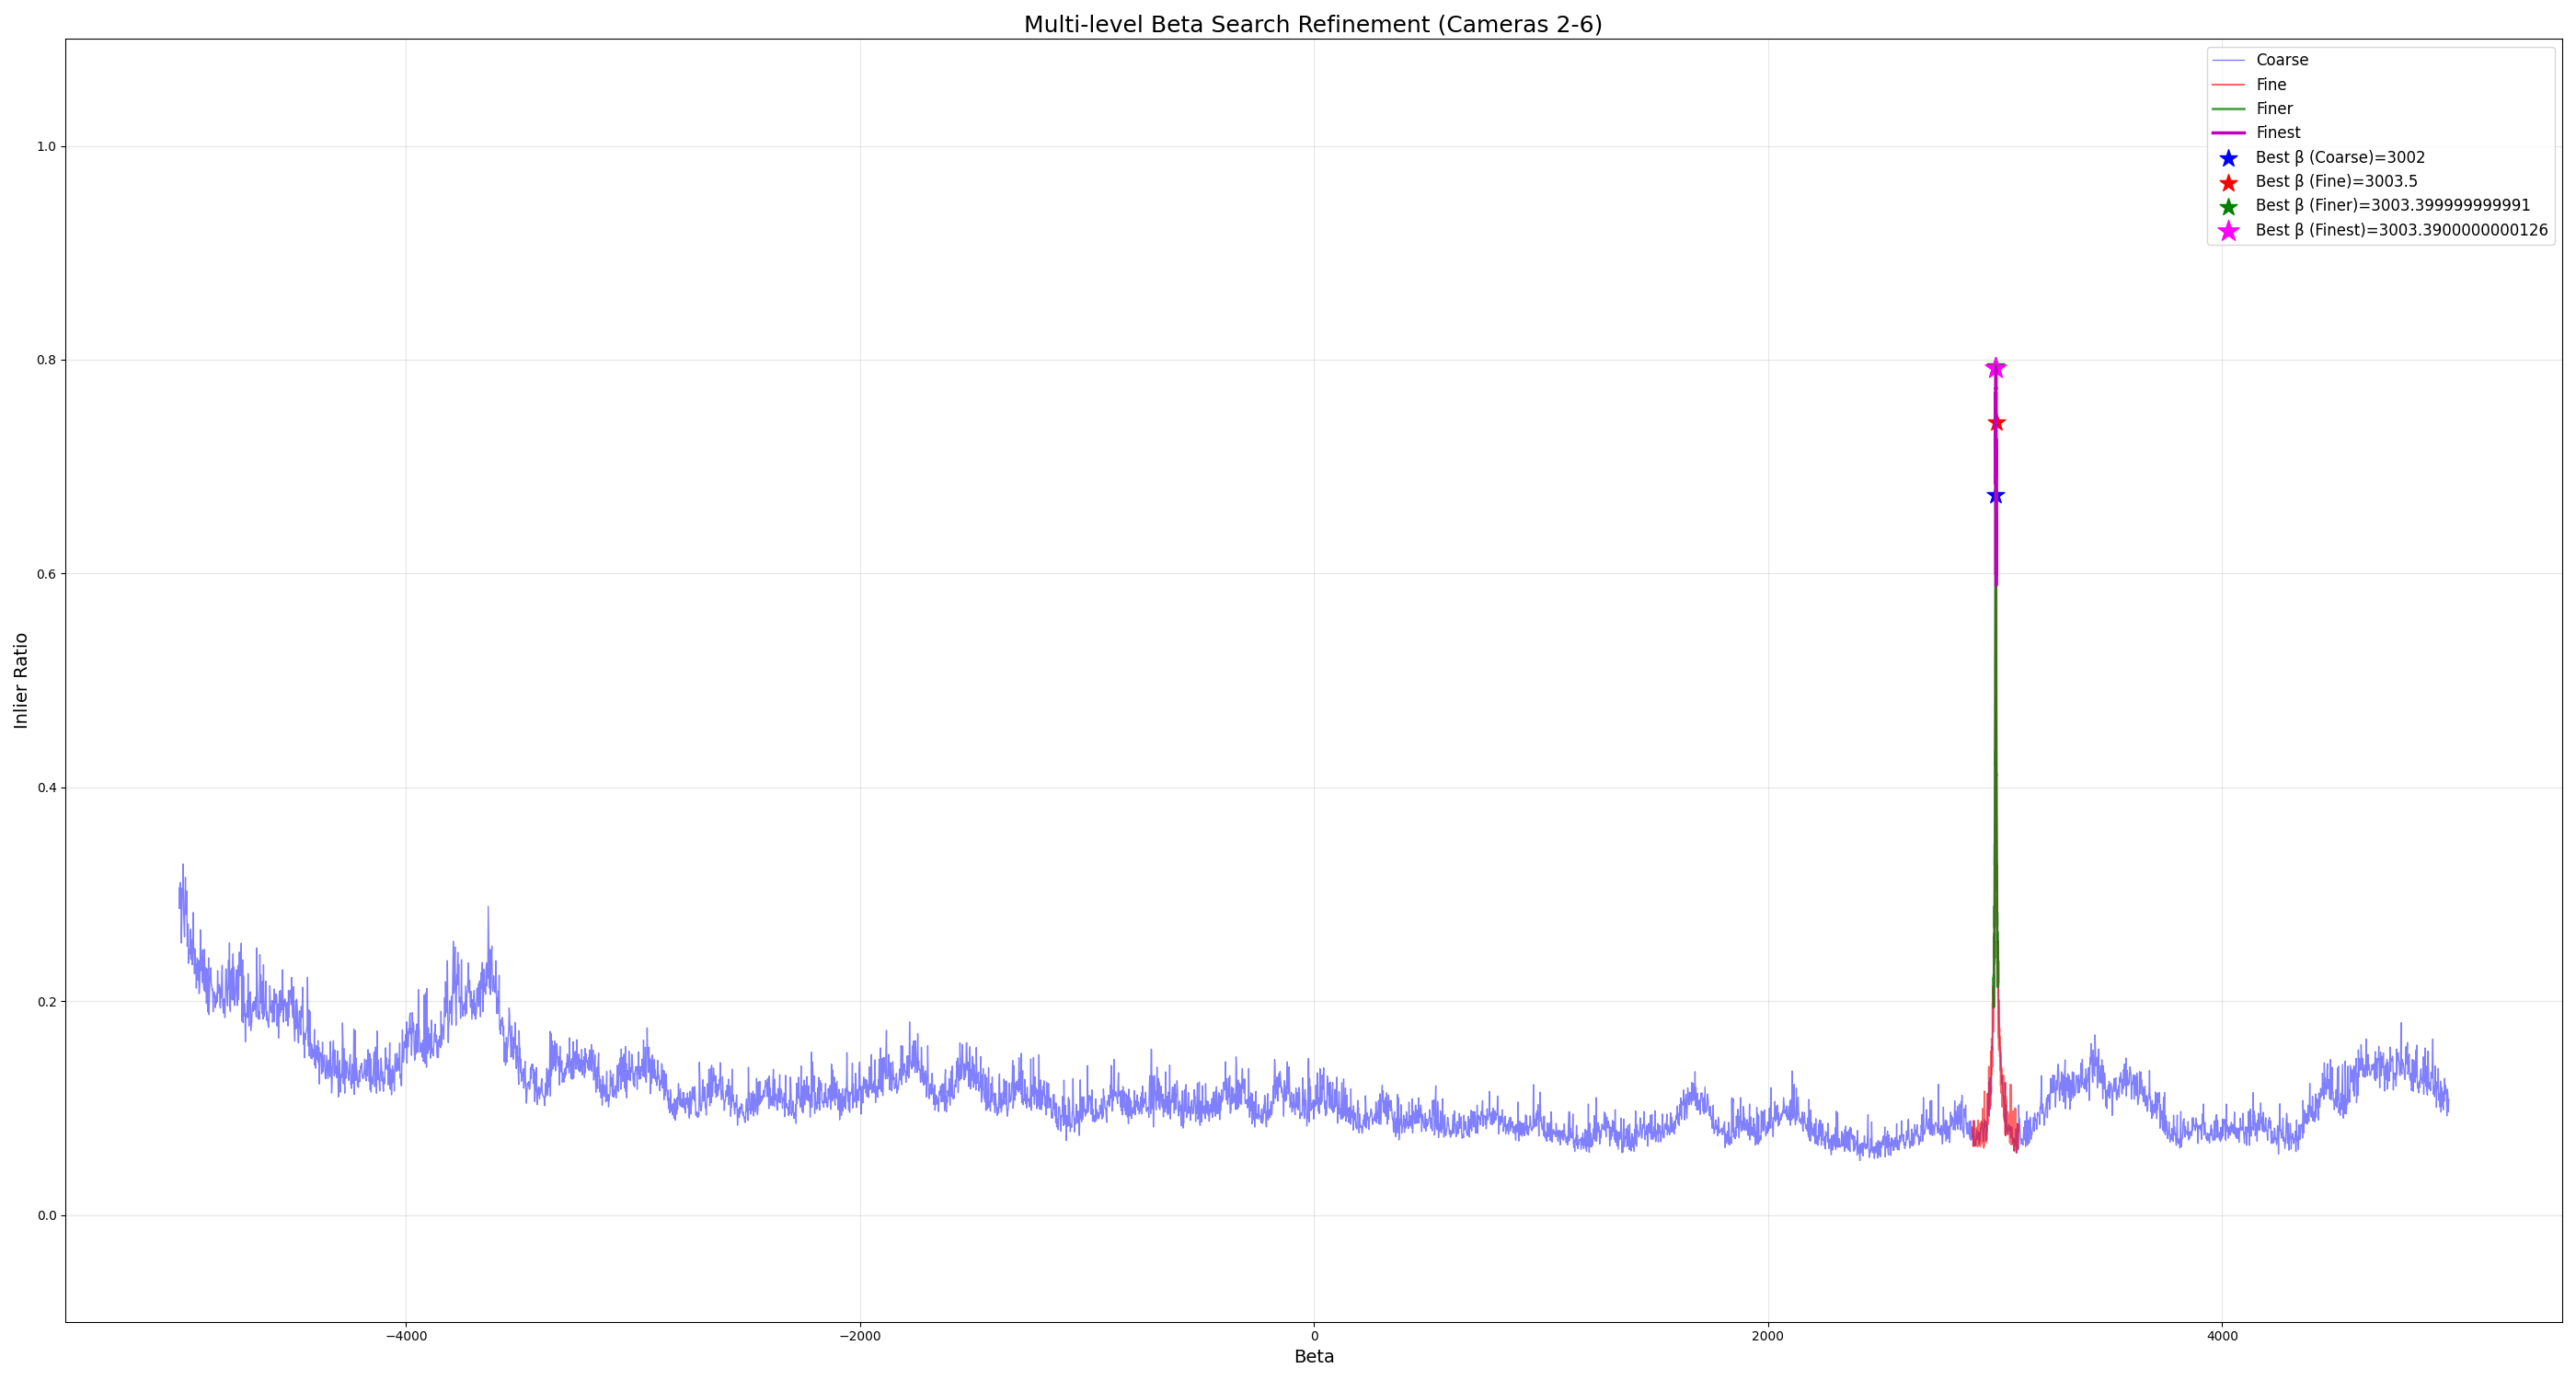 Multi-level Beta Search Refinement (Cameras 2-6)
Coarse
Fine
Finer
Finest
Best β (Coarse)=3002
Best β (Fine)=3003.5
Best β (Finer)=3003.399999999991
Best β (Finest)=3003.3900000000126
1.0
0.8
0.6
0.4
0.2
0.0
Inlier Ratio
−4000
−2000
0
2000
4000
Beta